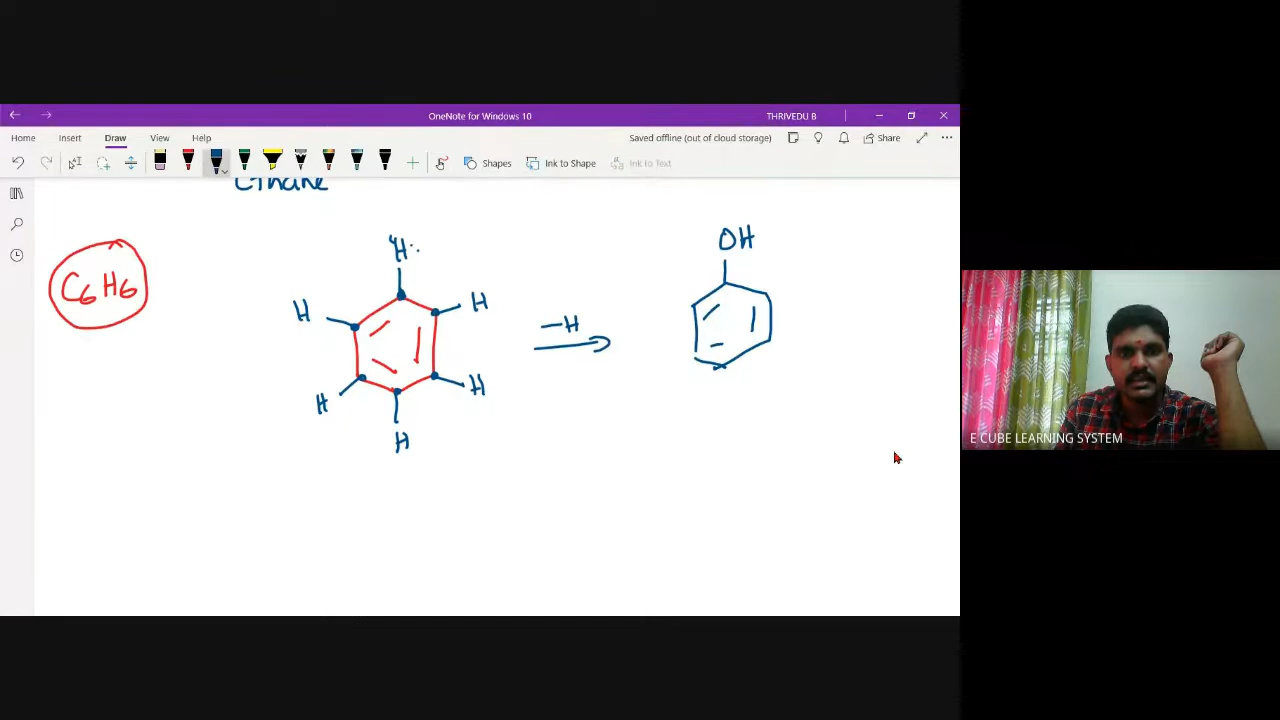 OneNote for Windows 10
THRIVEDU B
Home Insert Draw View Help
Saved offline (out of cloud storage)
Share
Shapes
Ink to Shape
Ink to Text
Ethane
C6H6
H
H
H
H
H
H
–H
OH
E CUBE LEARNING SYSTEM